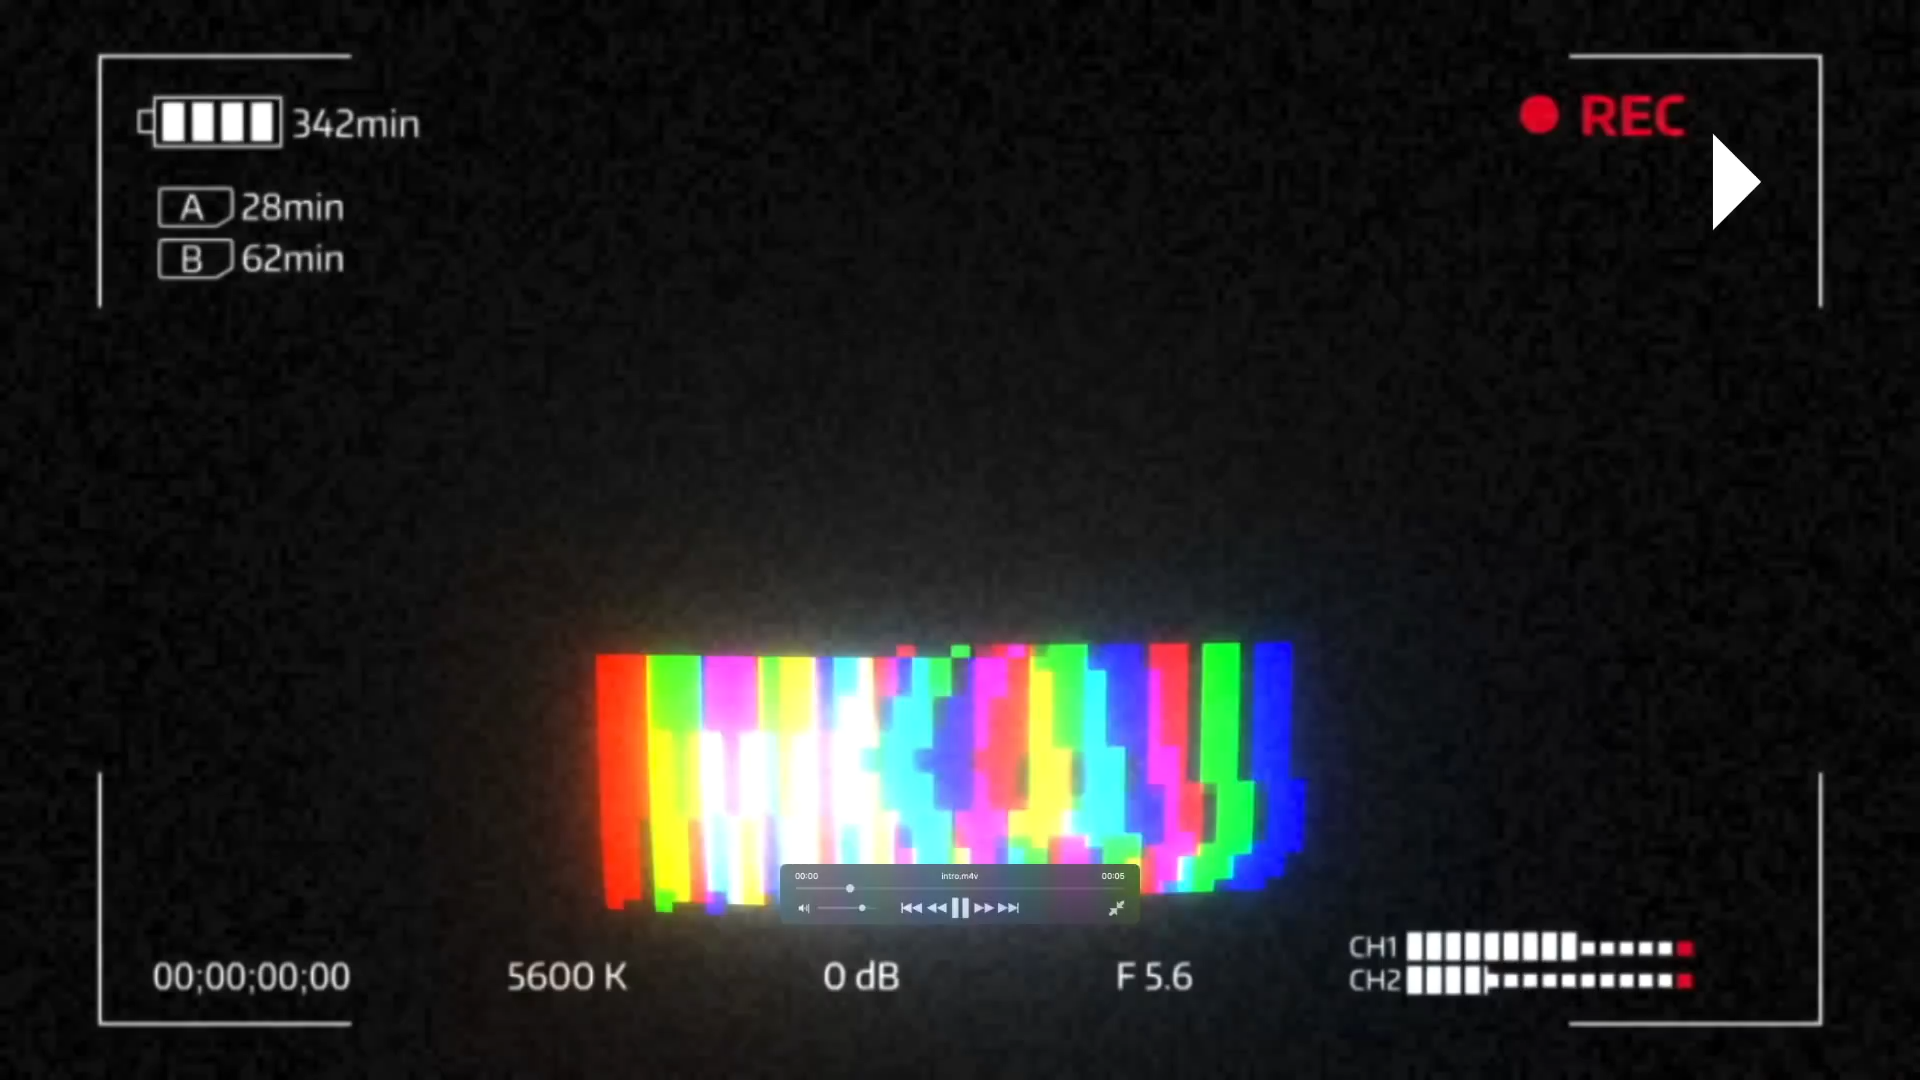 342min
REC
A 28min
B 62min
00:00 intro.m4v 00:05
00;00;00;00
5600 K
0 dB
F 5.6
CH1
CH2